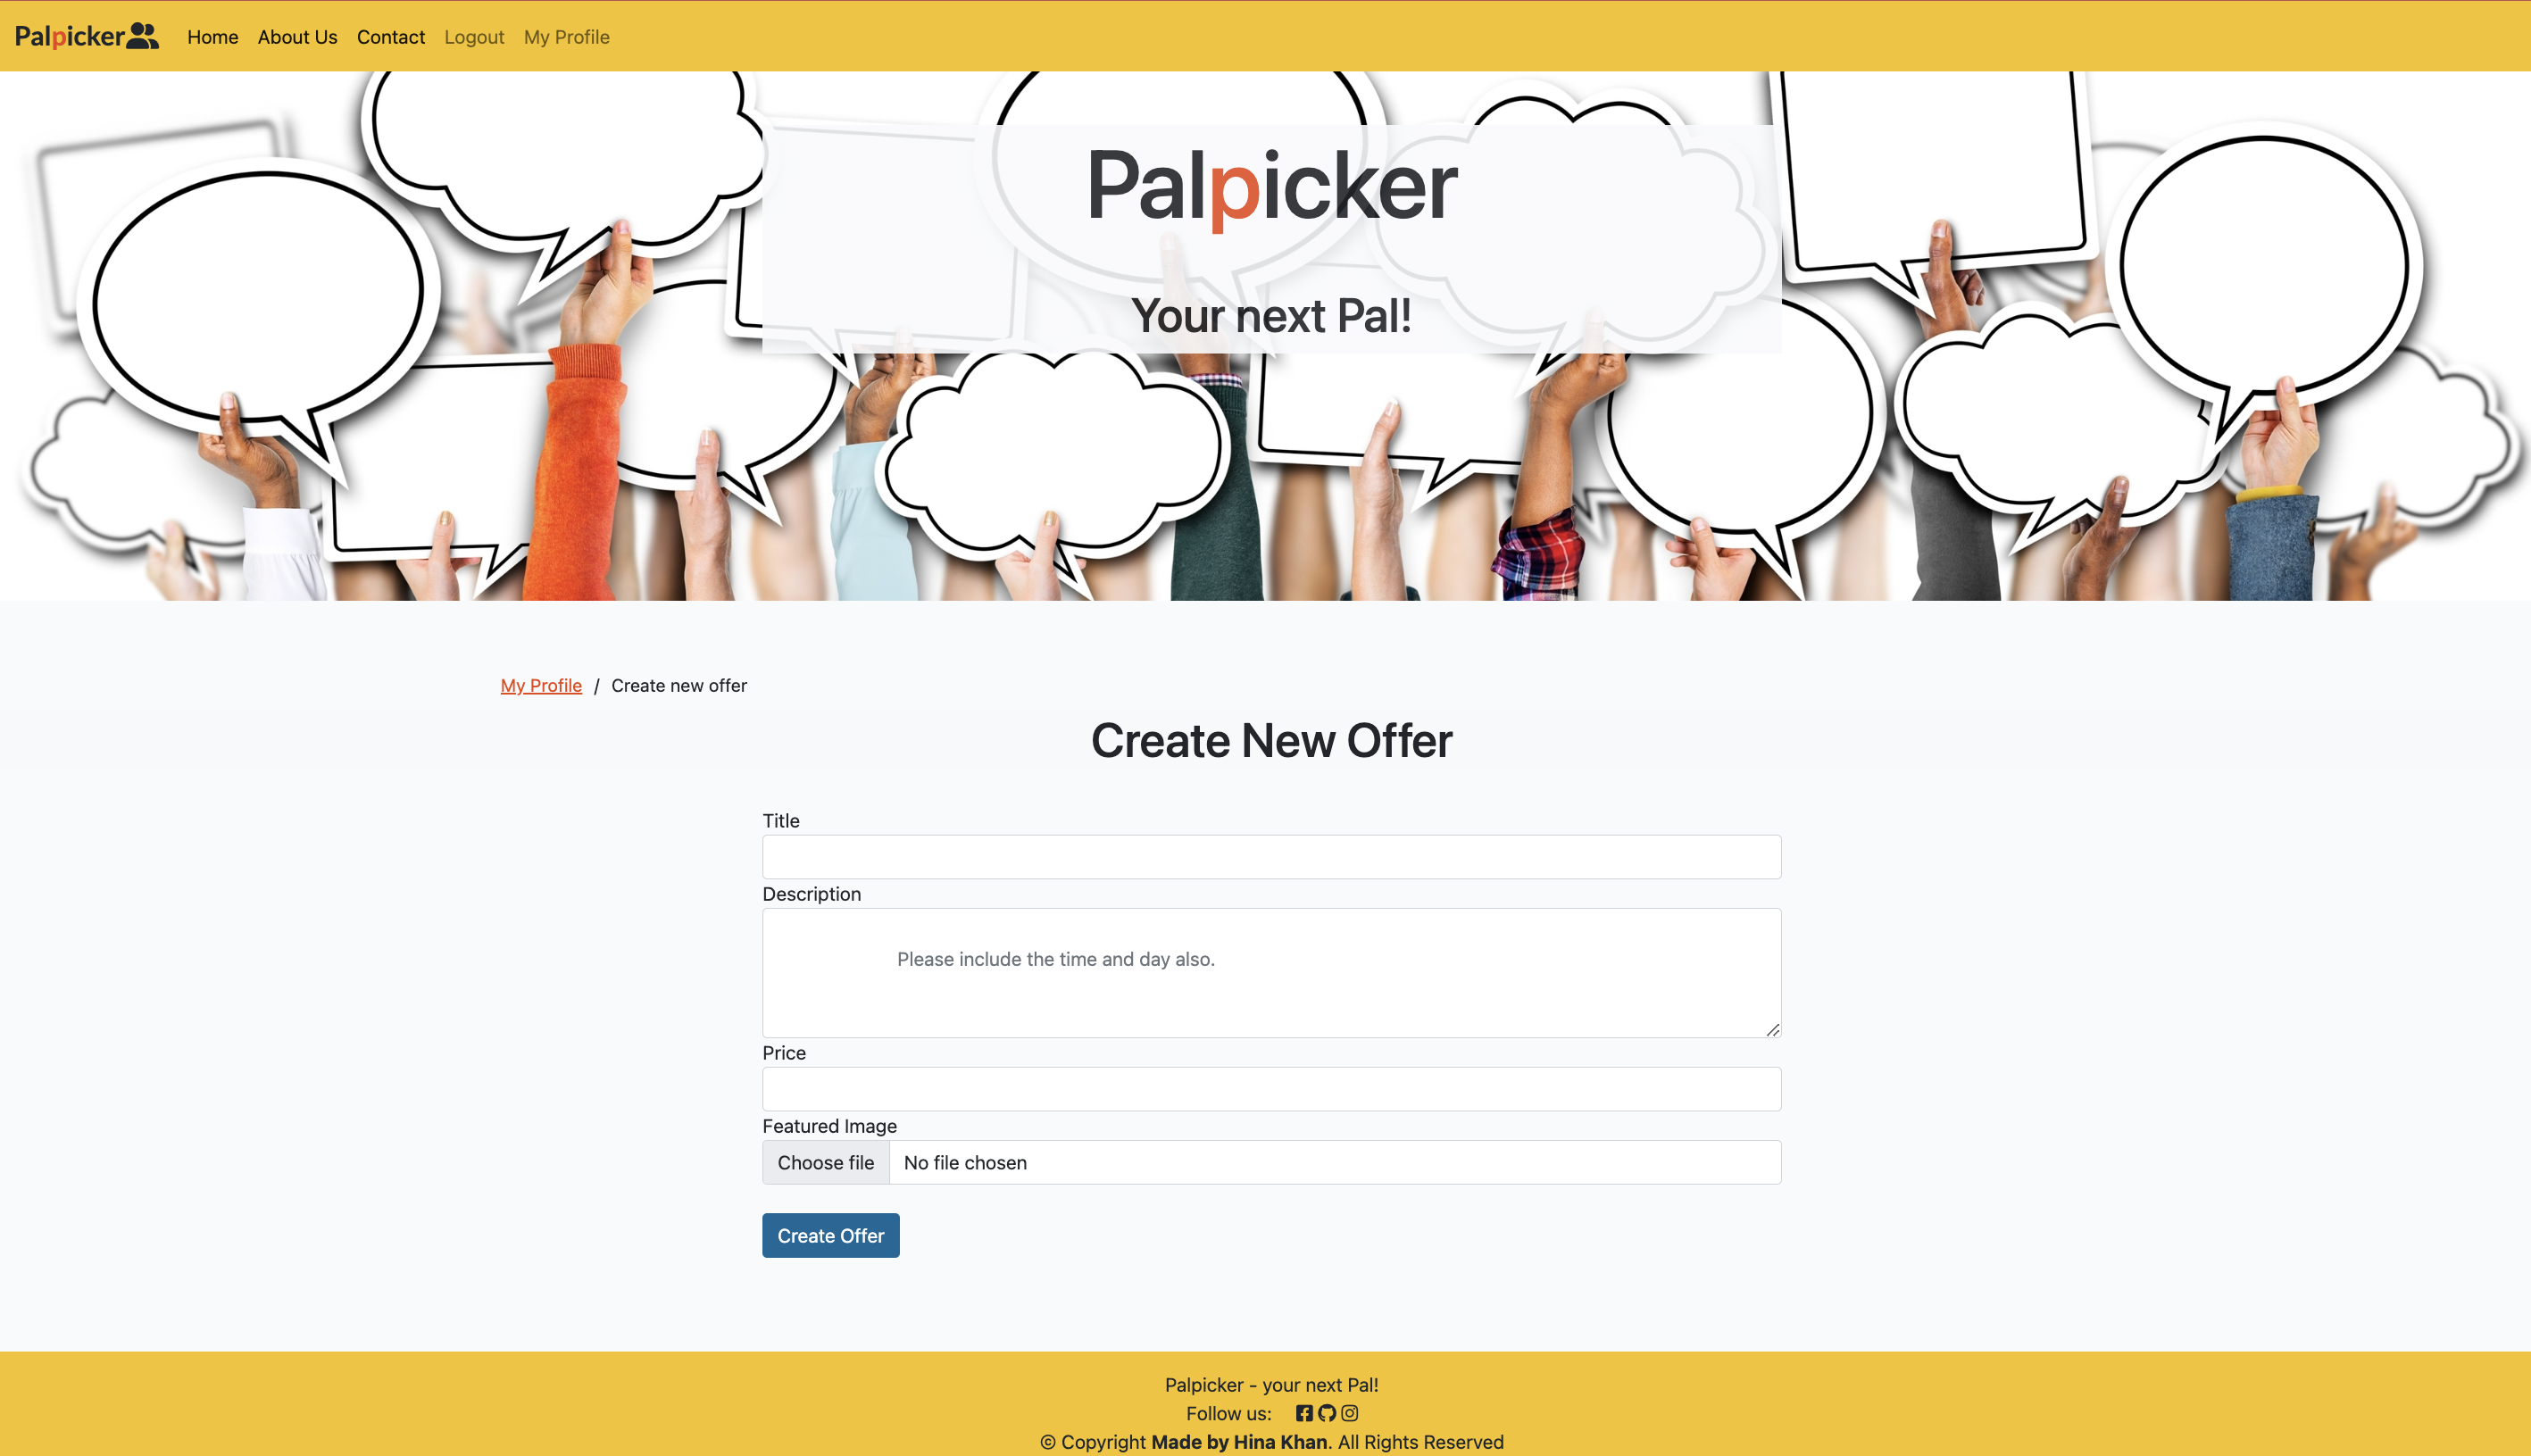 Palpicker Home About Us Contact Logout My Profile
Palpicker
Your next Pal!
My Profile / Create new offer
Create New Offer
Title
Description
Please include the time and day also.
Price
Featured Image
Choose file No file chosen
Create Offer
Palpicker - your next Pal!
Follow us:
© Copyright Made by Hina Khan. All Rights Reserved